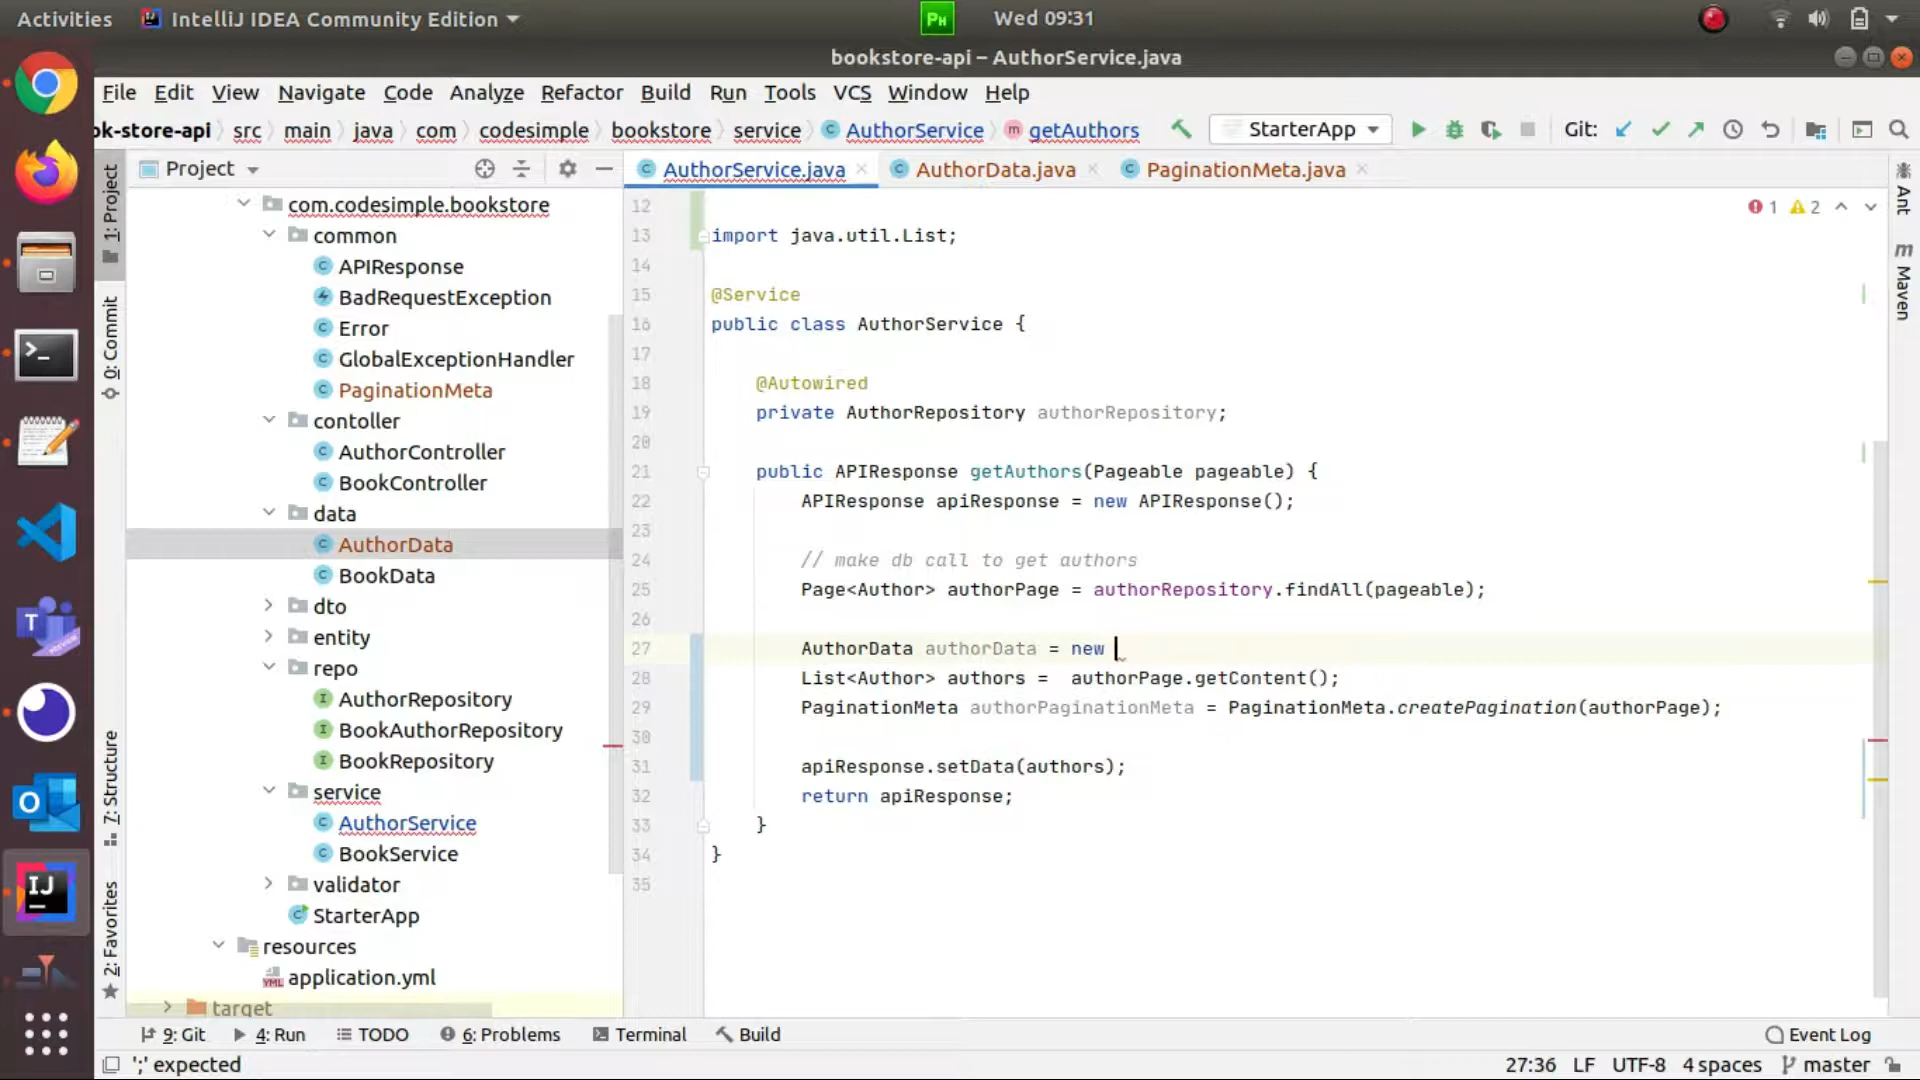 Activities IntelliJ IDEA Community Edition Wed 09:31
bookstore-api – AuthorService.java
File Edit View Navigate Code Analyze Refactor Build Run Tools VCS Window Help
ok-store-api src main java com codesimple bookstore service AuthorService getAuthors StarterApp Git:
Project
AuthorService.java AuthorData.java PaginationMeta.java
1: Project
0: Commit
7: Structure
2: Favorites
com.codesimple.bookstore
common
APIResponse
BadRequestException
Error
GlobalExceptionHandler
PaginationMeta
contoller
AuthorController
BookController
data
AuthorData
BookData
dto
entity
repo
AuthorRepository
BookAuthorRepository
BookRepository
service
AuthorService
BookService
validator
StarterApp
resources
application.yml
target
1 2
12
13 import java.util.List;
14
15 @Service
16 public class AuthorService {
17
18 @Autowired
19 private AuthorRepository authorRepository;
20
21 public APIResponse getAuthors(Pageable pageable) {
22 APIResponse apiResponse = new APIResponse();
23
24 // make db call to get authors
25 Page<Author> authorPage = authorRepository.findAll(pageable);
26
27 AuthorData authorData = new
28 List<Author> authors =  authorPage.getContent();
29 PaginationMeta authorPaginationMeta = PaginationMeta.createPagination(authorPage);
30
31 apiResponse.setData(authors);
32 return apiResponse;
33 }
34 }
35
Ant
Maven
9: Git 4: Run TODO 6: Problems Terminal Build Event Log
';' expected 27:36 LF UTF-8 4 spaces master